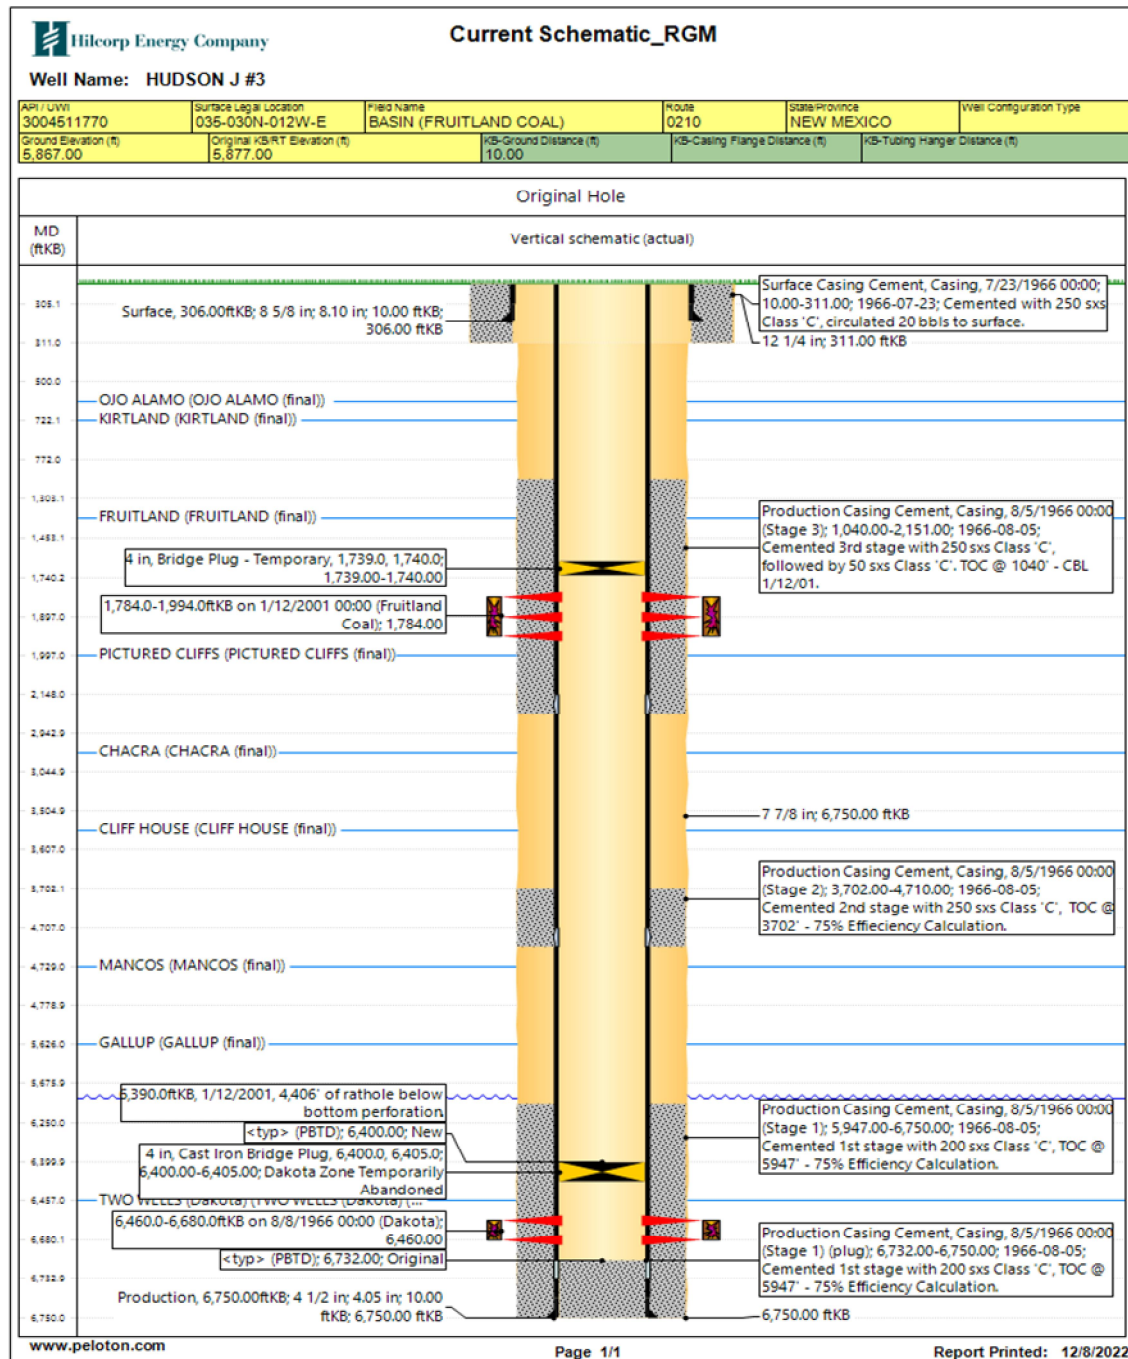 Hilcorp Energy Company
Current Schematic_RGM
Well Name: HUDSON J #3
API / UWI
3004511770
Surface Legal Location
035-030N-012W-E
Field Name
BASIN (FRUITLAND COAL)
Route
0210
State/Province
NEW MEXICO
Well Configuration Type
Ground Elevation (ft)
5,867.00
Original KB/RT Elevation (ft)
5,877.00
KB-Ground Distance (ft)
10.00
KB-Casing Flange Distance (ft)
KB-Tubing Hanger Distance (ft)
Original Hole
MD
(ftKB)
Vertical schematic (actual)
Surface, 306.00ftKB; 8 5/8 in; 8.10 in; 10.00 ftKB;
306.00 ftKB
Surface Casing Cement, Casing, 7/23/1966 00:00;
10.00-311.00; 1966-07-23; Cemented with 250 sxs
Class 'C', circulated 20 bbls to surface.
12 1/4 in; 311.00 ftKB
311.0
OJO ALAMO (OJO ALAMO (final))
722.1
KIRTLAND (KIRTLAND (final))
772.0
FRUITLAND (FRUITLAND (final))
Production Casing Cement, Casing, 8/5/1966 00:00
(Stage 3); 1,040.00-2,151.00; 1966-08-05;
Cemented 3rd stage with 250 sxs Class 'C',
followed by 50 sxs Class 'C'. TOC @ 1040' - CBL
1/12/01.
4 in, Bridge Plug - Temporary, 1,739.0, 1,740.0;
1,739.00-1,740.00
1,740.2
1,784.0-1,994.0ftKB on 1/12/2001 00:00 (Fruitland
Coal); 1,784.00
1,897.0
1,997.0
PICTURED CLIFFS (PICTURED CLIFFS (final))
2,148.0
2,942.9
CHACRA (CHACRA (final))
3,044.9
3,504.9
7 7/8 in; 6,750.00 ftKB
CLIFF HOUSE (CLIFF HOUSE (final))
3,607.0
Production Casing Cement, Casing, 8/5/1966 00:00
(Stage 2); 3,702.00-4,710.00; 1966-08-05;
Cemented 2nd stage with 250 sxs Class 'C', TOC @
3702' - 75% Effieciency Calculation.
4,707.0
4,729.0
MANCOS (MANCOS (final))
4,778.9
5,626.0
GALLUP (GALLUP (final))
5,675.9
6,390.0ftKB, 1/12/2001, 4,406' of rathole below
bottom perforation.
<typ> (PBTD); 6,400.00; New
4 in, Cast Iron Bridge Plug, 6,400.0, 6,405.0;
6,400.00-6,405.00; Dakota Zone Temporarily
Abandoned
Production Casing Cement, Casing, 8/5/1966 00:00
(Stage 1); 5,947.00-6,750.00; 1966-08-05;
Cemented 1st stage with 200 sxs Class 'C', TOC @
5947' - 75% Efficiency Calculation.
6,250.0
6,399.9
6,457.0
TWO WELLS (Dakota) (TWO WELLS (Dakota) (...
6,460.0-6,680.0ftKB on 8/8/1966 00:00 (Dakota);
6,460.00
6,680.1
<typ> (PBTD); 6,732.00; Original
Production Casing Cement, Casing, 8/5/1966 00:00
(Stage 1) (plug); 6,732.00-6,750.00; 1966-08-05;
Cemented 1st stage with 200 sxs Class 'C', TOC @
5947' - 75% Efficiency Calculation.
6,732.9
Production, 6,750.00ftKB; 4 1/2 in; 4.05 in; 10.00
ftKB; 6,750.00 ftKB
6,750.00 ftKB
6,750.0
www.peloton.com
Page 1/1
Report Printed: 12/8/2022